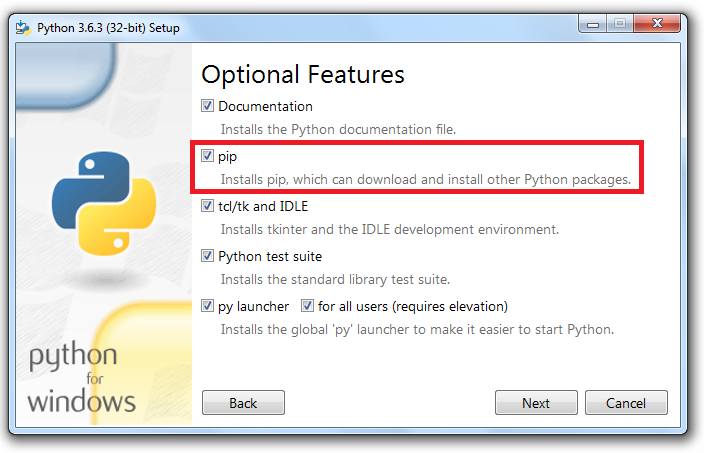 Python 3.6.3 (32-bit) Setup
Optional Features
Documentation
Installs the Python documentation file.
pip
Installs pip, which can download and install other Python packages.
tcl/tk and IDLE
Installs tkinter and the IDLE development environment.
Python test suite
Installs the standard library test suite.
py launcher for all users (requires elevation)
Installs the global 'py' launcher to make it easier to start Python.
python
for
windows
Back Next Cancel